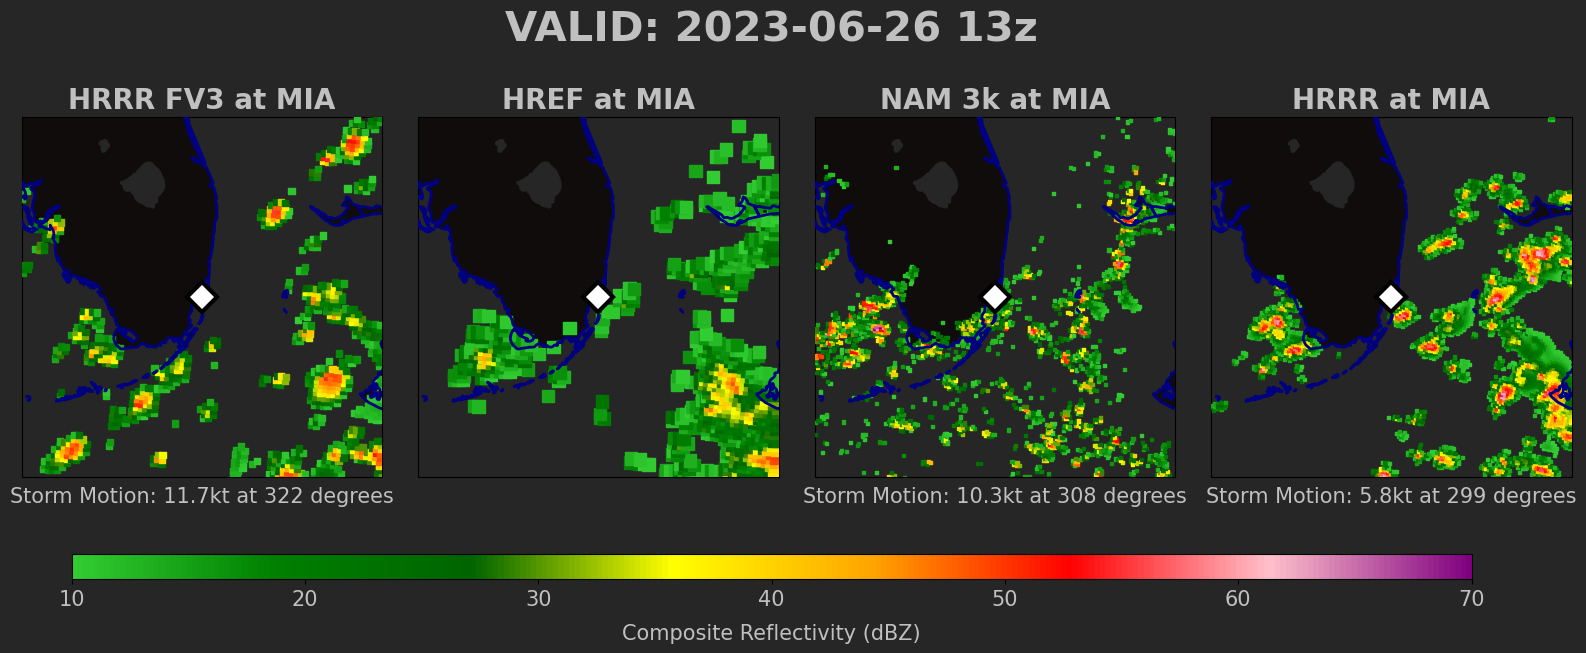 VALID: 2023-06-26 13z
HRRR FV3 at MIA
HREF at MIA
NAM 3k at MIA
HRRR at MIA
Storm Motion: 11.7kt at 322 degrees
Storm Motion: 10.3kt at 308 degrees
Storm Motion: 5.8kt at 299 degrees
10 20 30 40 50 60 70
Composite Reflectivity (dBZ)